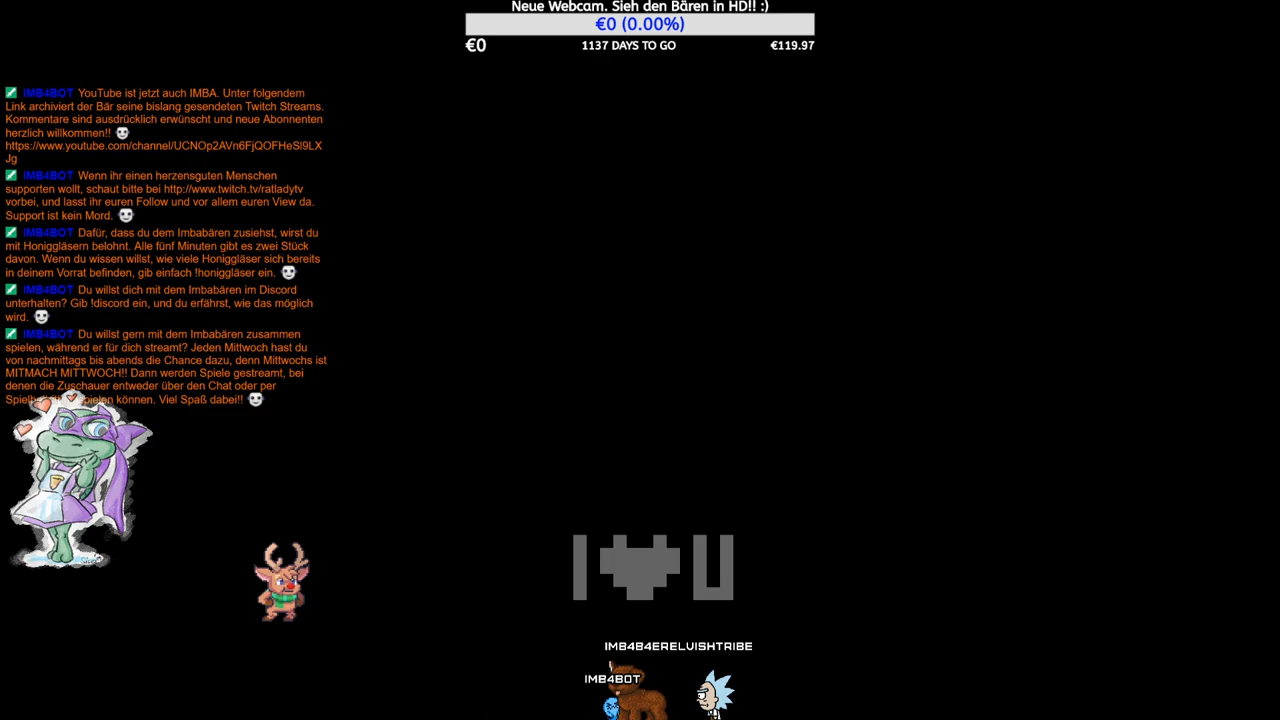 Neue Webcam. Sieh den Bären in HD!! :)
€0 (0.00%)
€0 1137 DAYS TO GO €119.97
IMB4BOT YouTube ist jetzt auch IMBA. Unter folgendem
Link archiviert der Bär seine bislang gesendeten Twitch Streams.
Kommentare sind ausdrücklich erwünscht und neue Abonnenten
herzlich willkommen!!
https://www.youtube.com/channel/UCNOp2AVn6FjQOFHeSl9LX
Jg
IMB4BOT Wenn ihr einen herzensguten Menschen
supporten wollt, schaut bitte bei http://www.twitch.tv/ratladytv
vorbei, und lasst ihr euren Follow und vor allem euren View da.
Support ist kein Mord.
IMB4BOT Dafür, dass du dem Imbabären zusiehst, wirst du
mit Honiggläsern belohnt. Alle fünf Minuten gibt es zwei Stück
davon. Wenn du wissen willst, wie viele Honiggläser sich bereits
in deinem Vorrat befinden, gib einfach !honiggläser ein.
IMB4BOT Du willst dich mit dem Imbabären im Discord
unterhalten? Gib !discord ein, und du erfährst, wie das möglich
wird.
IMB4BOT Du willst gern mit dem Imbabären zusammen
spielen, während er für dich streamt? Jeden Mittwoch hast du
von nachmittags bis abends die Chance dazu, denn Mittwochs ist
MITMACH MITTWOCH!! Dann werden Spiele gestreamt, bei
denen die Zuschauer entweder über den Chat oder per
spielen können. Viel Spaß dabei!!
I U
IMB4B4ERELUISHTRIBE
IMB4BOT